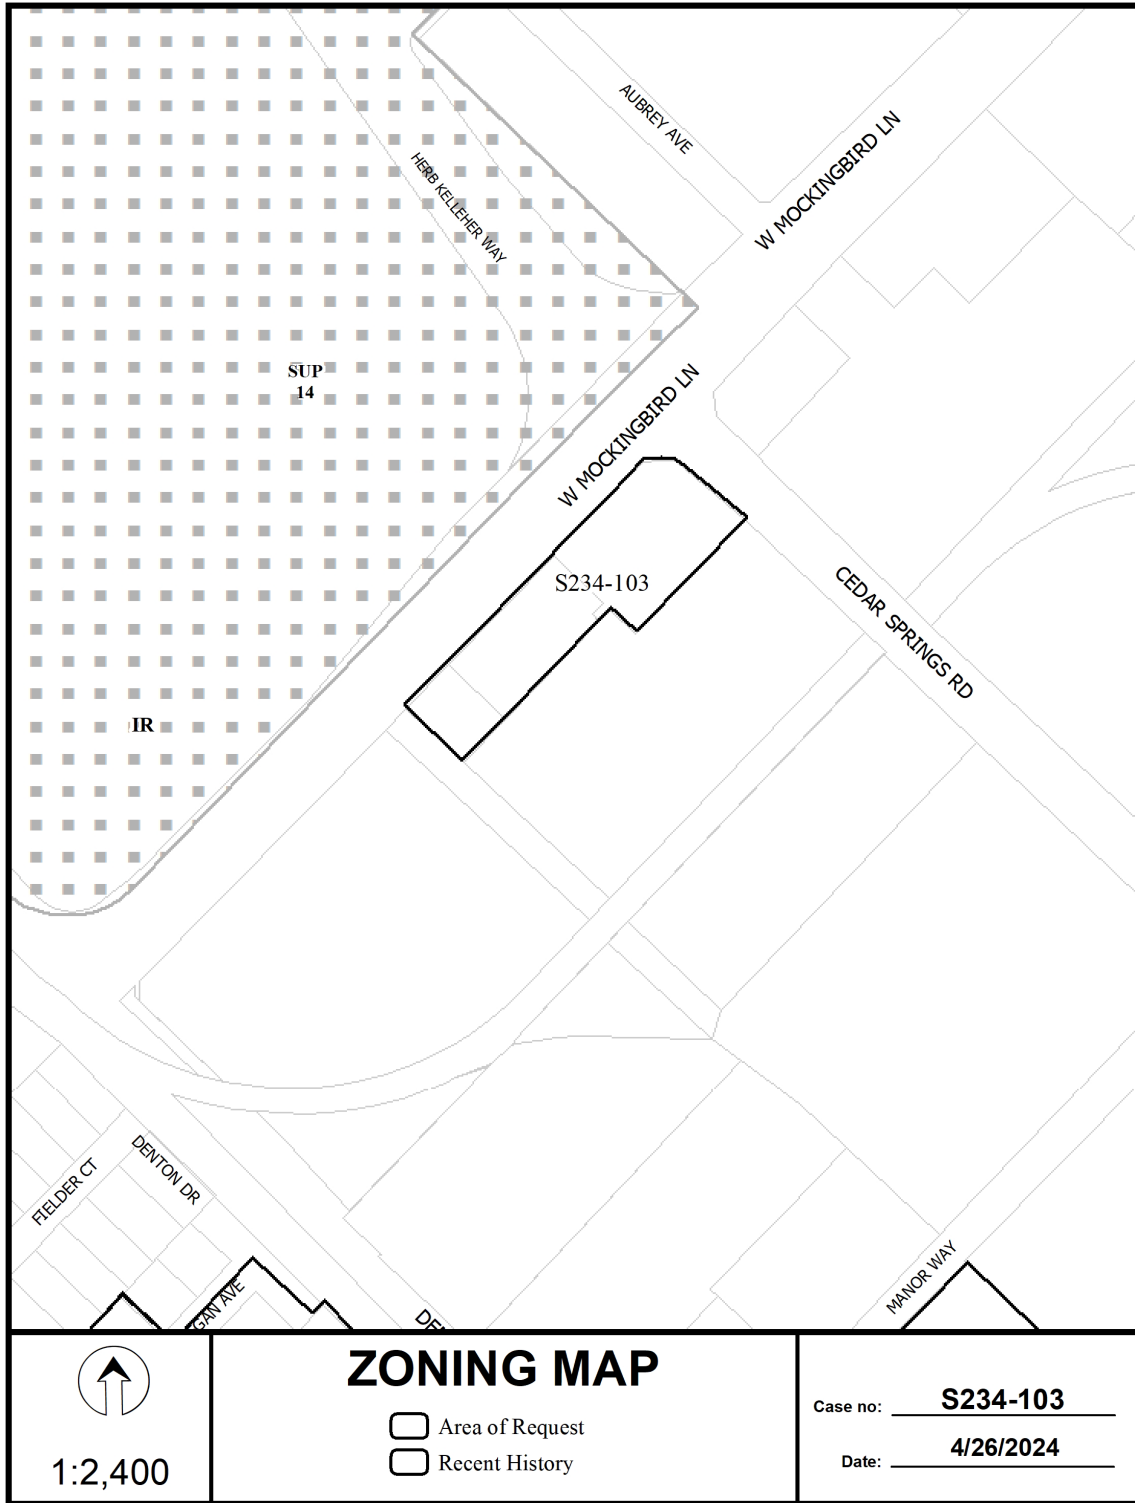 AUBREY AVE
W MOCKINGBIRD LN
HERB KELLEHER WAY
SUP
14
W MOCKINGBIRD LN
S234-103
CEDAR SPRINGS RD
IR
FIELDER CT
DENTON DR
GAN AVE
MANOR WAY
ZONING MAP
Area of Request
Recent History
1:2,400
Case no: S234-103
Date: 4/26/2024